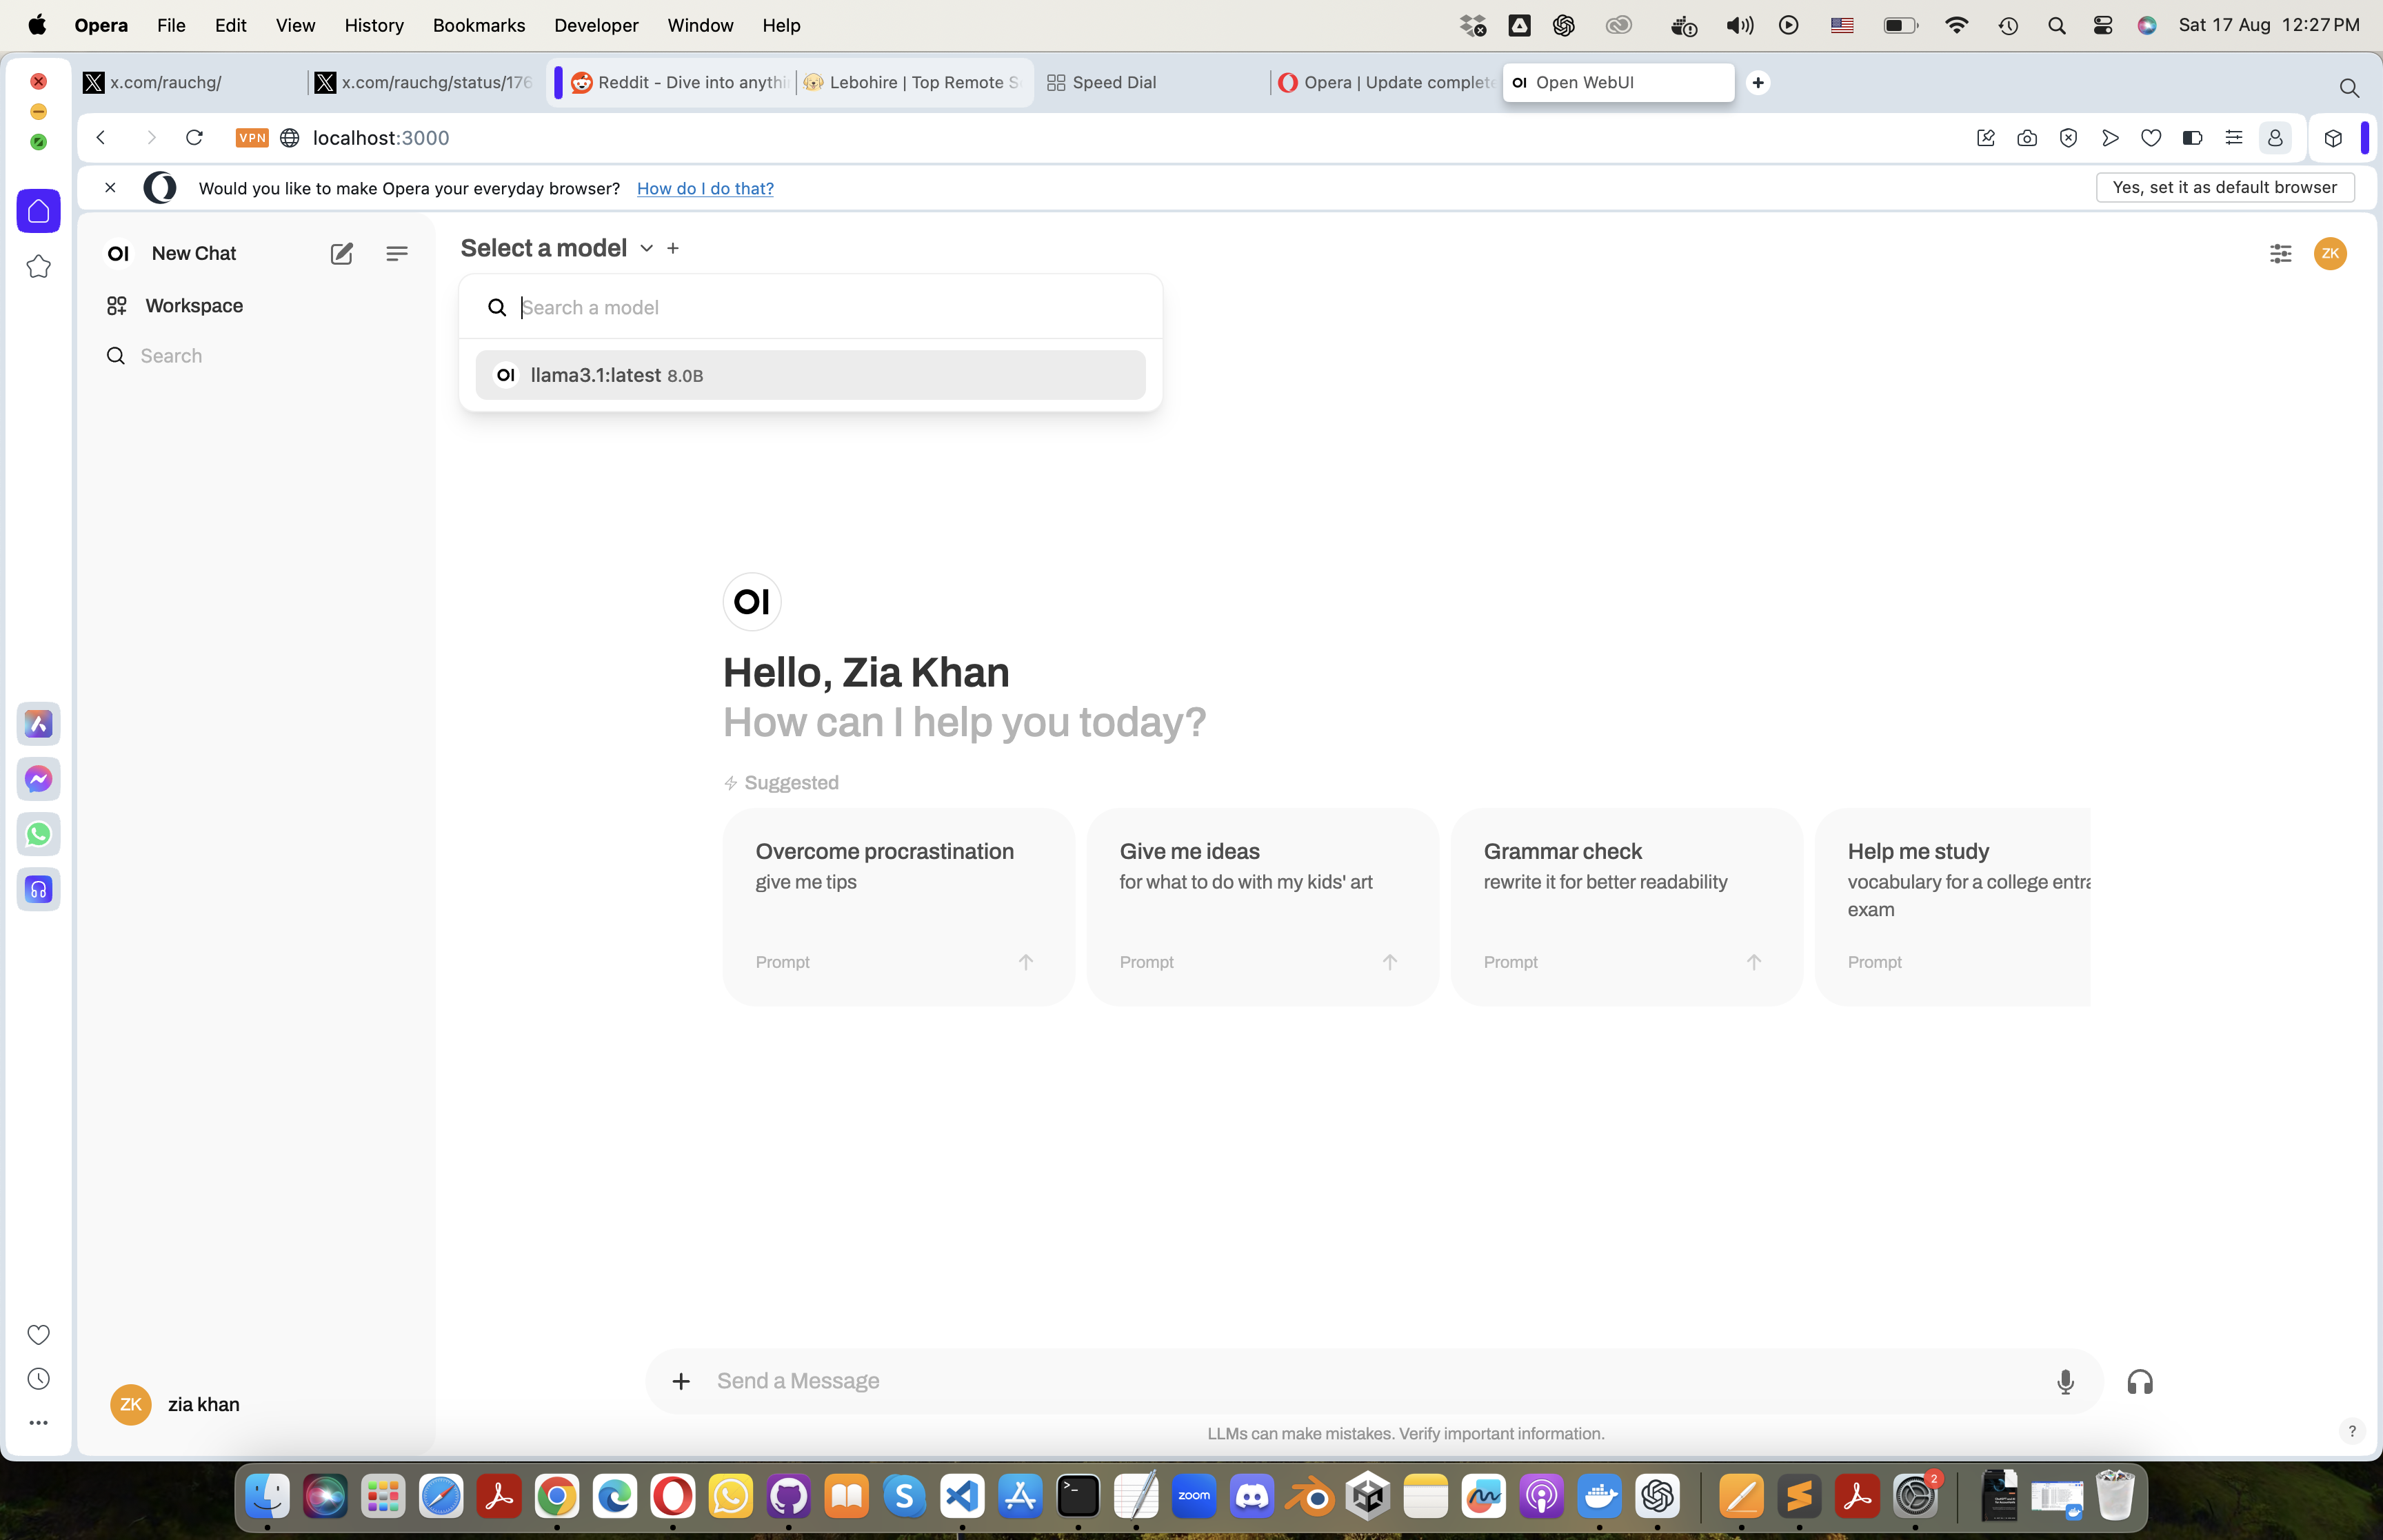 Opera File Edit View History Bookmarks Developer Window Help Sat 17 Aug 12:27 PM
x.com/rauchg/ x.com/rauchg/status/176 Reddit - Dive into anythi Lebohire | Top Remote S Speed Dial Opera | Update complete OI Open WebUI
VPN localhost:3000
Would you like to make Opera your everyday browser? How do I do that? Yes, set it as default browser
OI New Chat
Workspace
Search
Select a model
ZK
Search a model
OI llama3.1:latest 8.0B
OI
Hello, Zia Khan
How can I help you today?
Suggested
Overcome procrastination
give me tips
Prompt
Give me ideas
for what to do with my kids' art
Prompt
Grammar check
rewrite it for better readability
Prompt
Help me study
vocabulary for a college entra
exam
Prompt
Send a Message
ZK zia khan
LLMs can make mistakes. Verify important information.
?
zoom
2